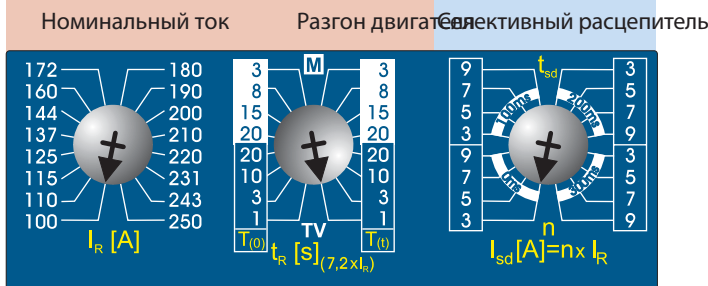 Номинальный ток
Разгон двигателя
Селективный расцепитель
172 180
160 190
144 200
137 210
125 220
115 231
110 243
100 250
I_R [A]
3 M 3
8 8
15 15
20 20
20 20
10 10
3 3
1 1
TV
T(0) T(t)
t_R [s](7,2xI_R)
9 t_sd 3
7 5
5 7
3 9
100ms 200ms
9 3
7 5
5 7
3 9
0ms 300ms
n
I_sd[A]=nx I_R